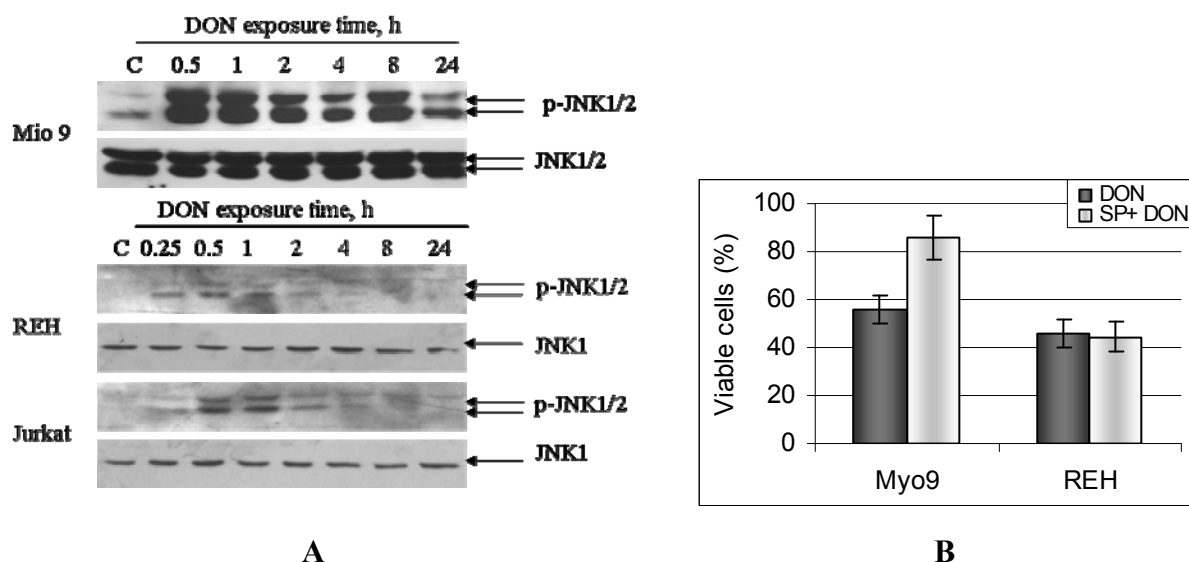 DON exposure time, h
C 0.5 1 2 4 8 24
Mio 9
p-JNK1/2
JNK1/2
DON exposure time, h
C 0.25 0.5 1 2 4 8 24
REH
p-JNK1/2
JNK1
Jurkat
p-JNK1/2
JNK1
A
DON
SP+ DON
Viable cells (%)
100
80
60
40
20
0
Myo9 REH
B